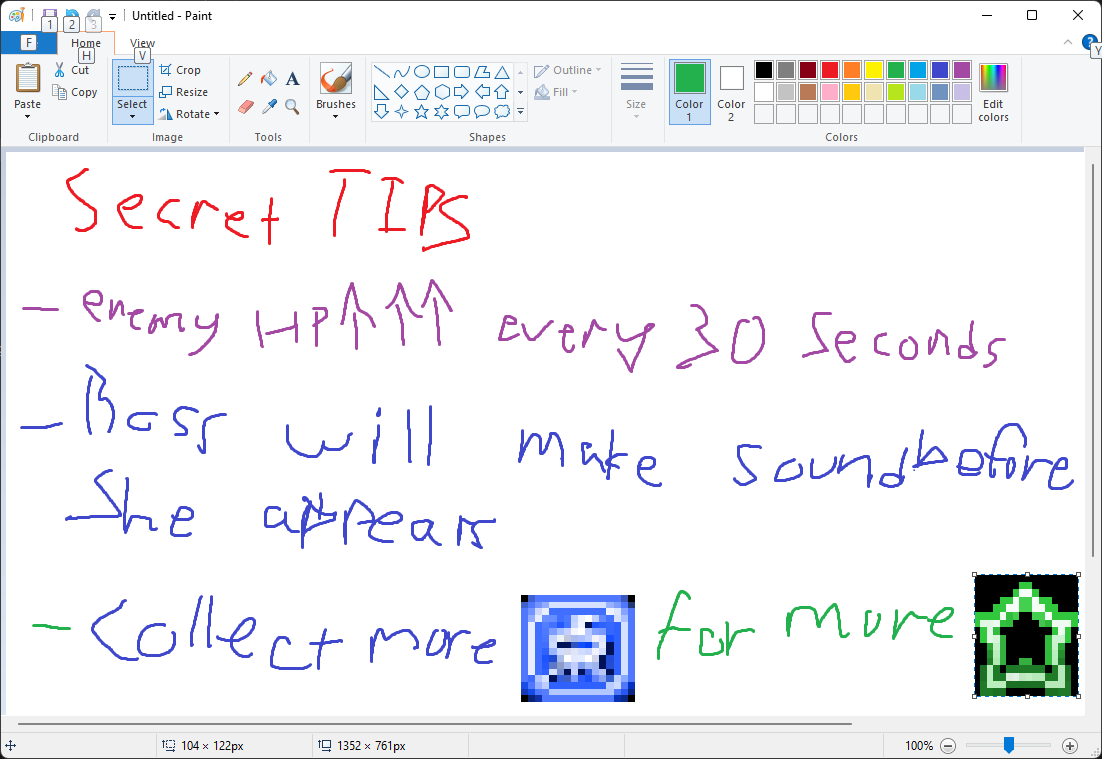 Untitled - Paint
1 2 3
F Home View
H V Y
Paste Cut Copy Select Crop Resize Rotate A Brushes Outline Fill Size Color 1 Color 2 Edit colors
Clipboard Image Tools Shapes Colors
Secret TIPS
- enemy HP↑↑↑ every 30 Seconds
- Boss will make sound before
She appears
- Collect more for more
104 × 122px 1352 × 761px 100%